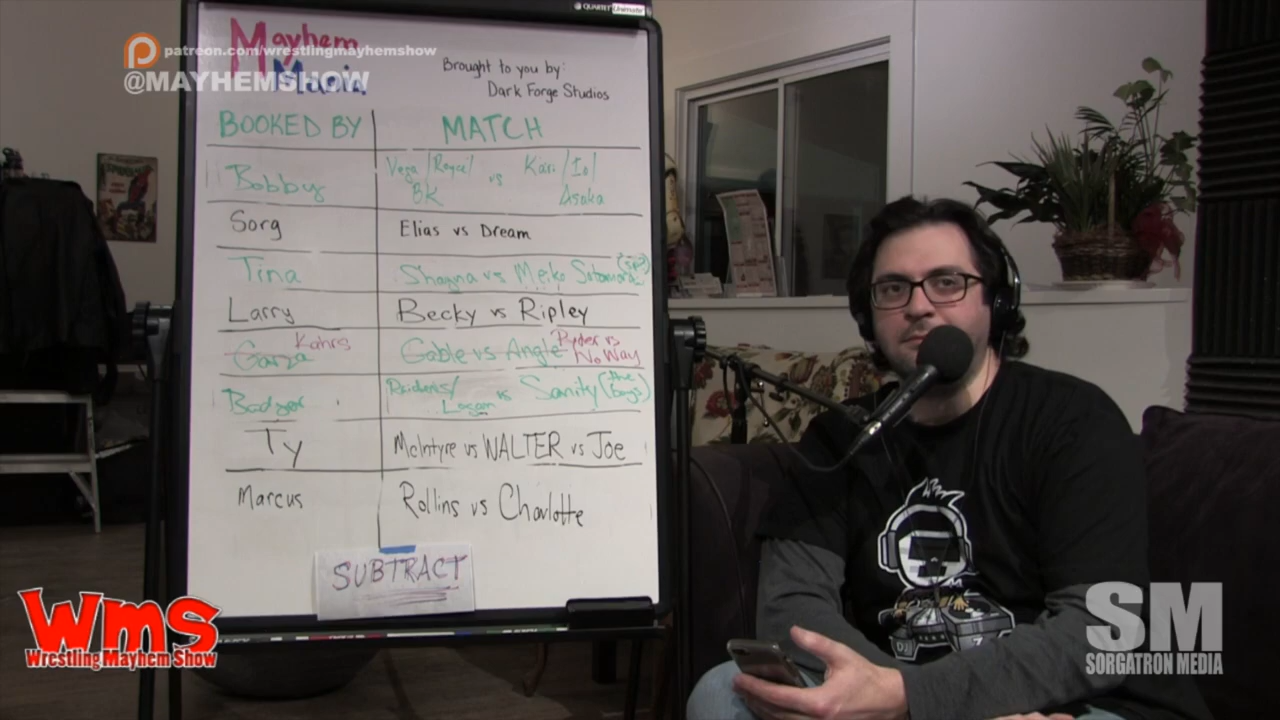 QUARTET Unimate
patreon.com/wrestlingmayhemshow
@MAYHEMSHOW
Mayhem
Mania
Brought to you by:
Dark Forge Studios
BOOKED BY MATCH
Bobby Vega/Royce/BK vs Kairi/Io/Asuka
Sorg Elias vs Dream
Tina Shayna vs Meiko
Larry Becky vs Ripley
Garza Kahrs Gable vs Angle Ryder vs No Way
Badger Logan vs Sanity (the boys)
Ty McIntyre vs WALTER vs Joe
Marcus Rollins vs Charlotte
SUBTRACT
Wms
Wrestling Mayhem Show
SM
SORGATRON MEDIA